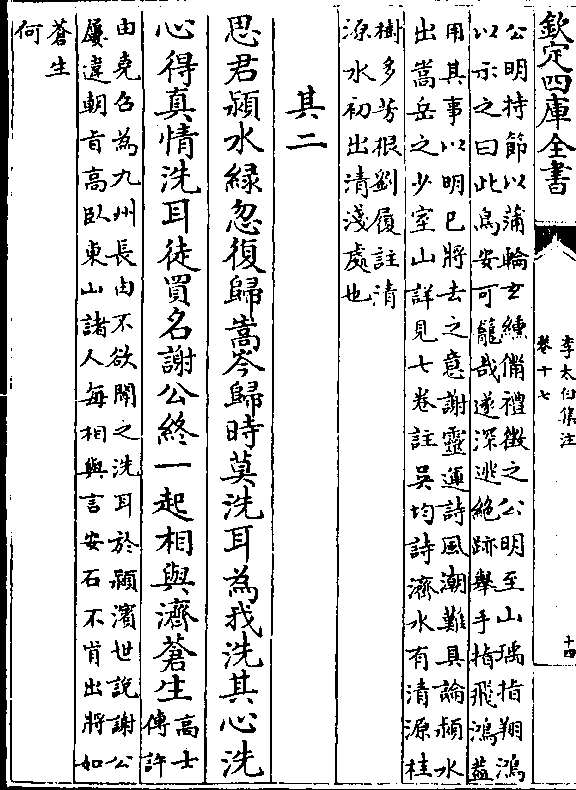 欽定四庫全書
李太白集注
卷十七
十四
公明持節以蒲輪玄纁備禮徵之公明至山瑀指翔鴻
以示之曰此鳥安可籠哉遂深逃絕跡舉手指飛鴻蓋
用其事以明已將去之意謝靈運詩風潮難具論潁水
出嵩岳之少室山詳見七卷註吳均詩濟水有清源桂
樹多芳根劉履註清
源水初出清淺處也
其二
思君潁水綠忽復歸嵩岑歸時莫洗耳為我洗其心洗
心得真情洗耳徒買名謝公終一起相與濟蒼生
高士
傳許
由堯召為九州長由不欲聞之洗耳於潁濱世說謝公
屢違朝旨高臥東山諸人每相與言安石不肯出將如
蒼生
何